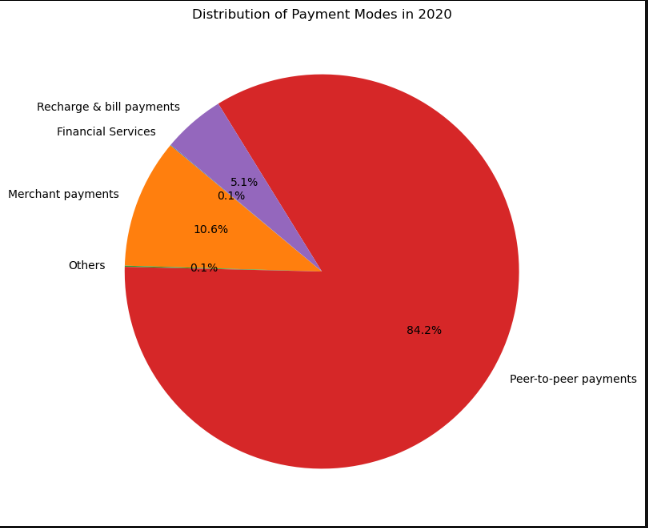 Distribution of Payment Modes in 2020
Recharge & bill payments
Financial Services
5.1%
0.1%
Merchant payments
10.6%
Others
0.1%
84.2%
Peer-to-peer payments